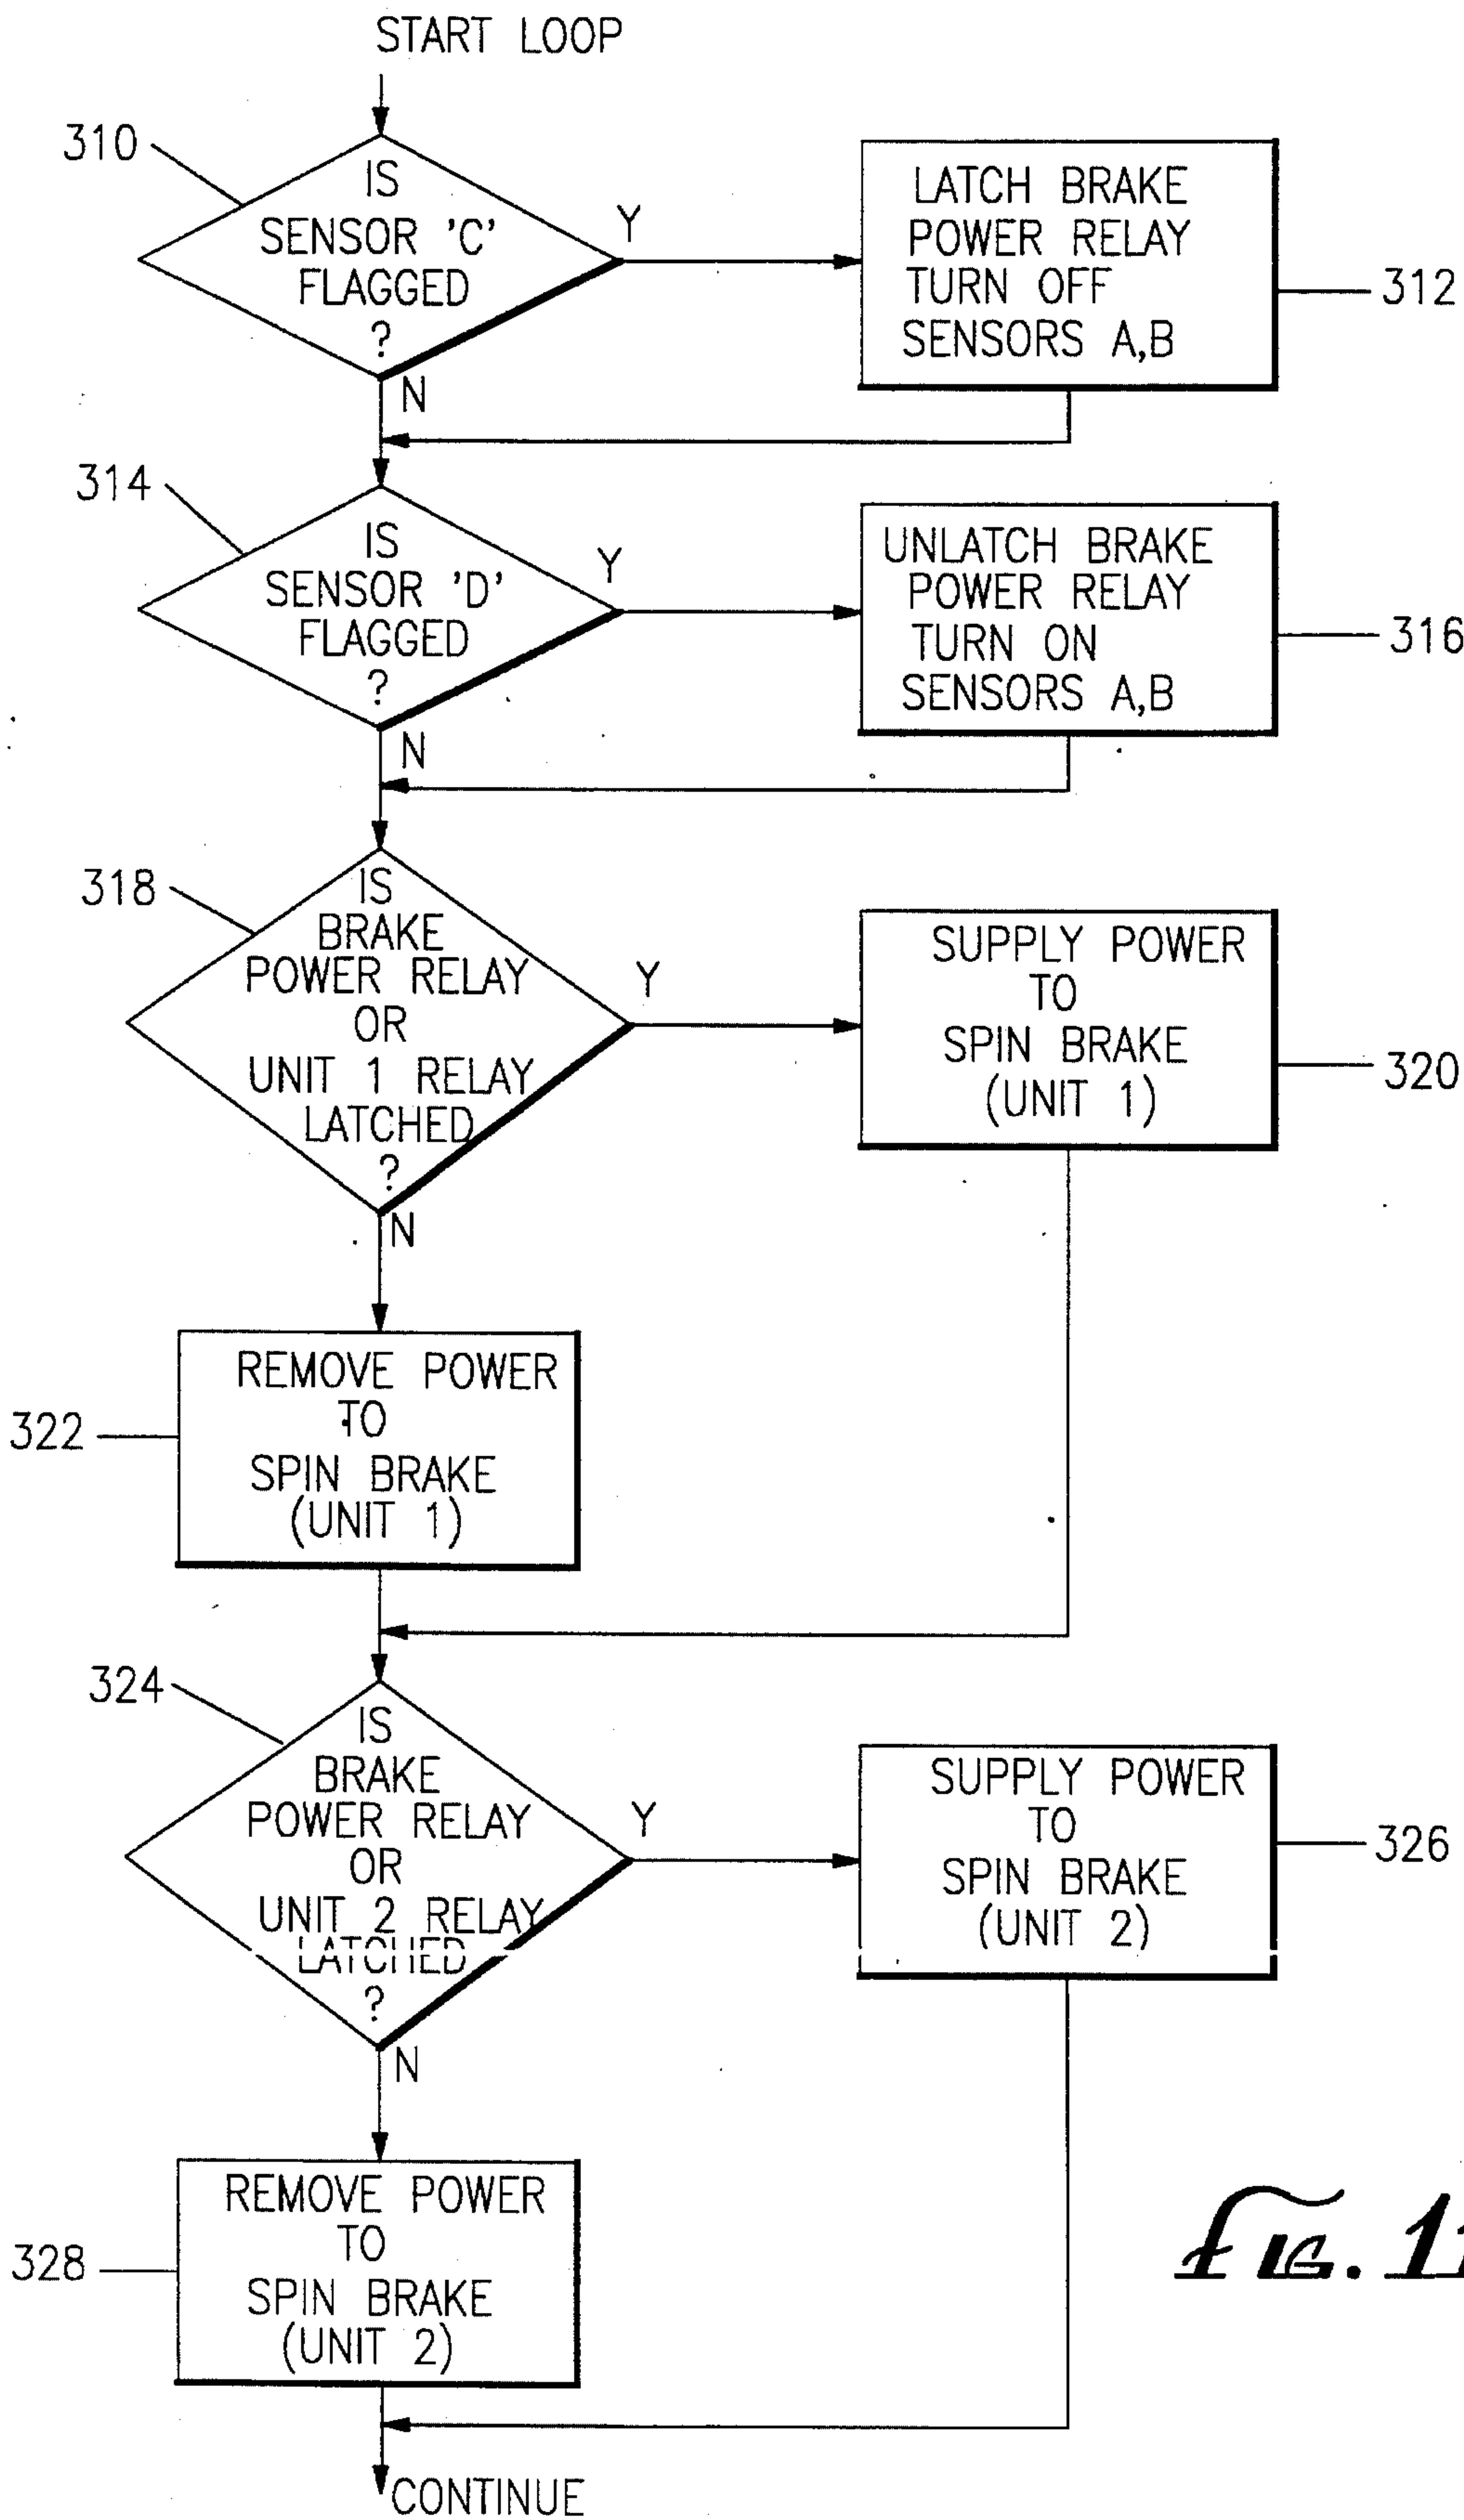 START LOOP
310
IS
SENSOR 'C'
FLAGGED
?
Y
N
LATCH BRAKE
POWER RELAY
TURN OFF
SENSORS A,B
312
314
IS
SENSOR 'D'
FLAGGED
?
Y
N
UNLATCH BRAKE
POWER RELAY
TURN ON
SENSORS A,B
316
318
IS
BRAKE
POWER RELAY
OR
UNIT 1 RELAY
LATCHED
?
Y
N
SUPPLY POWER
TO
SPIN BRAKE
(UNIT 1)
320
322
REMOVE POWER
TO
SPIN BRAKE
(UNIT 1)
324
IS
BRAKE
POWER RELAY
OR
UNIT 2 RELAY
LATCHED
?
Y
N
SUPPLY POWER
TO
SPIN BRAKE
(UNIT 2)
326
328
REMOVE POWER
TO
SPIN BRAKE
(UNIT 2)
CONTINUE
FIG.